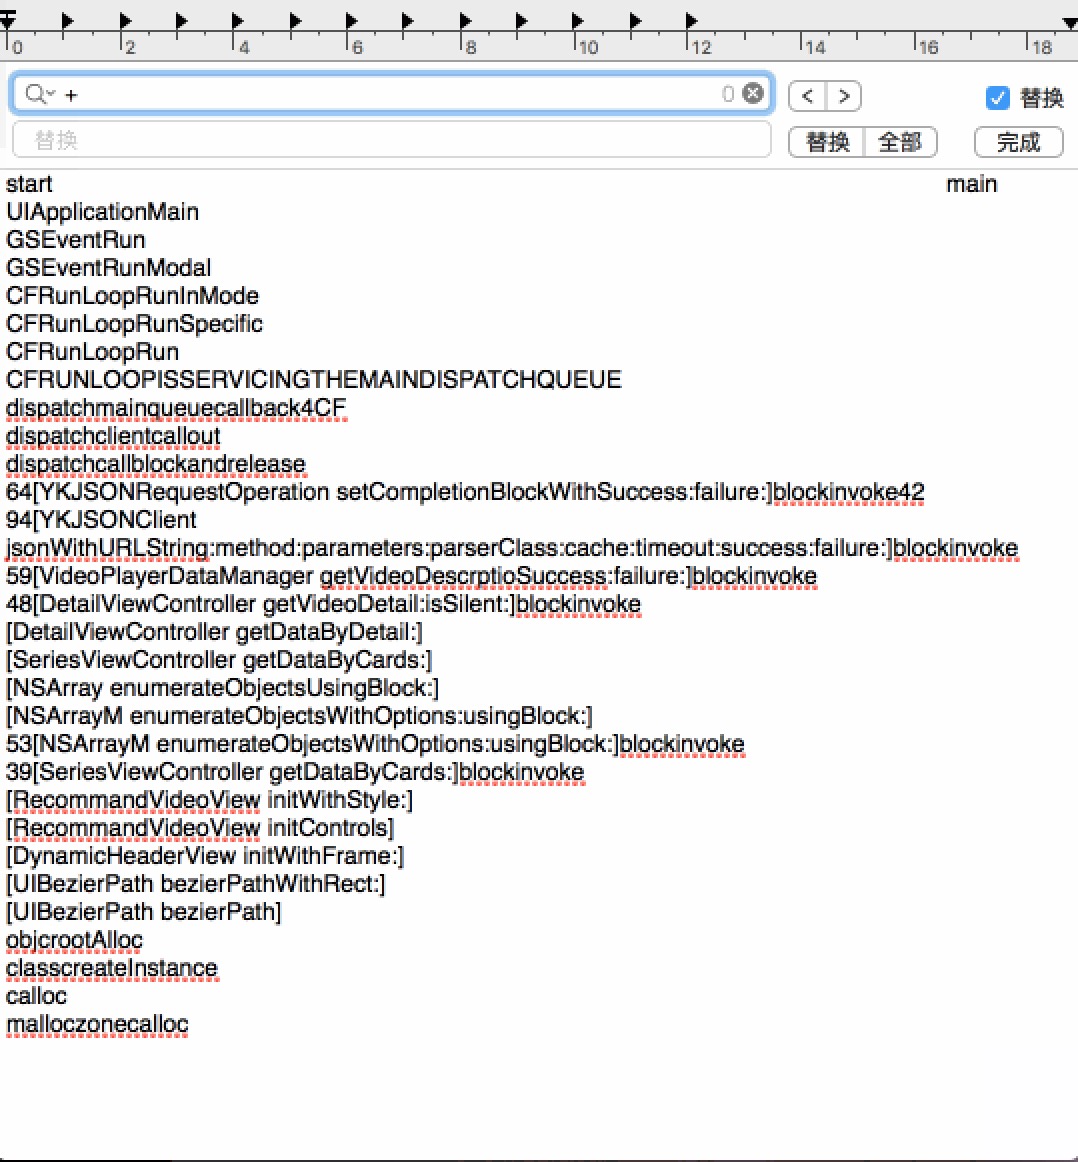 0 2 4 6 8 10 12 14 16 18
+ 0 < > 替换
替换 替换 全部 完成
start main
UIApplicationMain
GSEventRun
GSEventRunModal
CFRunLoopRunInMode
CFRunLoopRunSpecific
CFRunLoopRun
CFRUNLOOPISSERVICINGTHEMAINDISPATCHQUEUE
dispatchmainqueuecallback4CF
dispatchclientcallout
dispatchcallblockandrelease
64[YKJSONRequestOperation setCompletionBlockWithSuccess:failure:]blockinvoke42
94[YKJSONClient
jsonWithURLString:method:parameters:parserClass:cache:timeout:success:failure:]blockinvoke
59[VideoPlayerDataManager getVideoDescrptioSuccess:failure:]blockinvoke
48[DetailViewController getVideoDetail:isSilent:]blockinvoke
[DetailViewController getDataByDetail:]
[SeriesViewController getDataByCards:]
[NSArray enumerateObjectsUsingBlock:]
[NSArrayM enumerateObjectsWithOptions:usingBlock:]
53[NSArrayM enumerateObjectsWithOptions:usingBlock:]blockinvoke
39[SeriesViewController getDataByCards:]blockinvoke
[RecommandVideoView initWithStyle:]
[RecommandVideoView initControls]
[DynamicHeaderView initWithFrame:]
[UIBezierPath bezierPathWithRect:]
[UIBezierPath bezierPath]
objcrootAlloc
classcreateInstance
calloc
malloczonecalloc